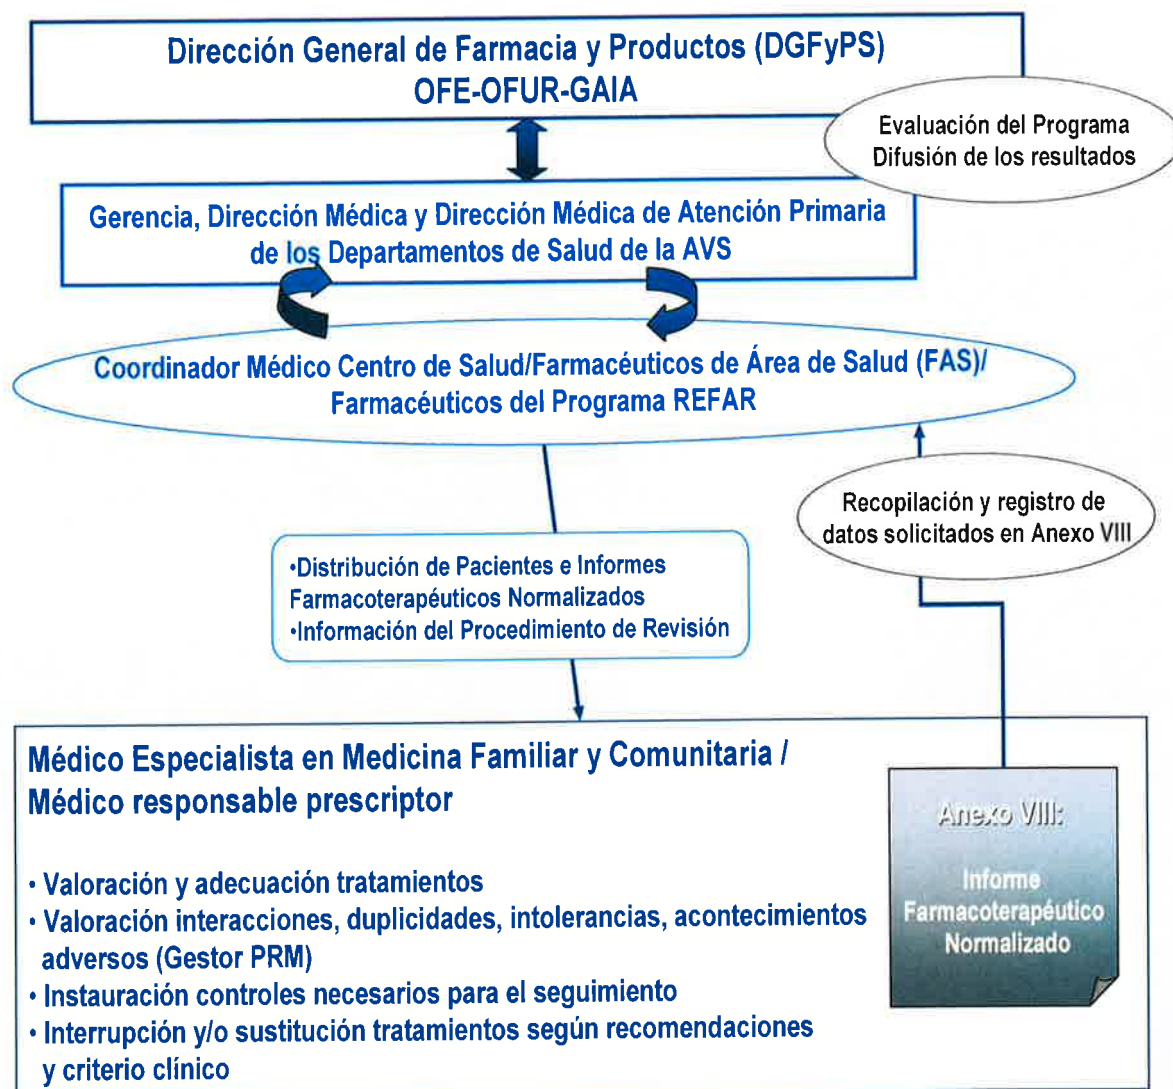 Dirección General de Farmacia y Productos (DGFyPS)
OFE-OFUR-GAIA
Evaluación del Programa
Difusión de los resultados
Gerencia, Dirección Médica y Dirección Médica de Atención Primaria
de los Departamentos de Salud de la AVS
Coordinador Médico Centro de Salud/Farmacéuticos de Área de Salud (FAS)/
Farmacéuticos del Programa REFAR
Recopilación y registro de
datos solicitados en Anexo VIII
•Distribución de Pacientes e Informes
Farmacoterapéuticos Normalizados
•Información del Procedimiento de Revisión
Médico Especialista en Medicina Familiar y Comunitaria /
Médico responsable prescriptor
• Valoración y adecuación tratamientos
• Valoración interacciones, duplicidades, intolerancias, acontecimientos
adversos (Gestor PRM)
• Instauración controles necesarios para el seguimiento
• Interrupción y/o sustitución tratamientos según recomendaciones
y criterio clínico
Anexo VIII:
Informe
Farmacoterapéutico
Normalizado